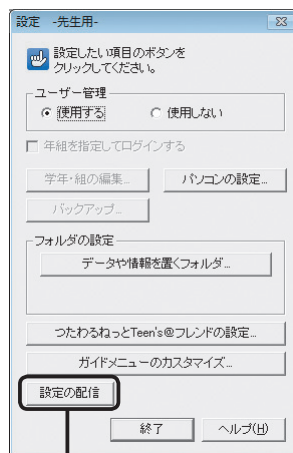 設定 -先生用-
設定したい項目のボタンを
クリックしてください。
ユーザー管理
使用する 使用しない
年組を指定してログインする
学年・組の編集... パソコンの設定...
バックアップ...
フォルダの設定
データや情報を置くフォルダ...
つたわるねっとTeen's@フレンドの設定...
ガイドメニューのカスタマイズ...
設定の配信
終了 ヘルプ(H)